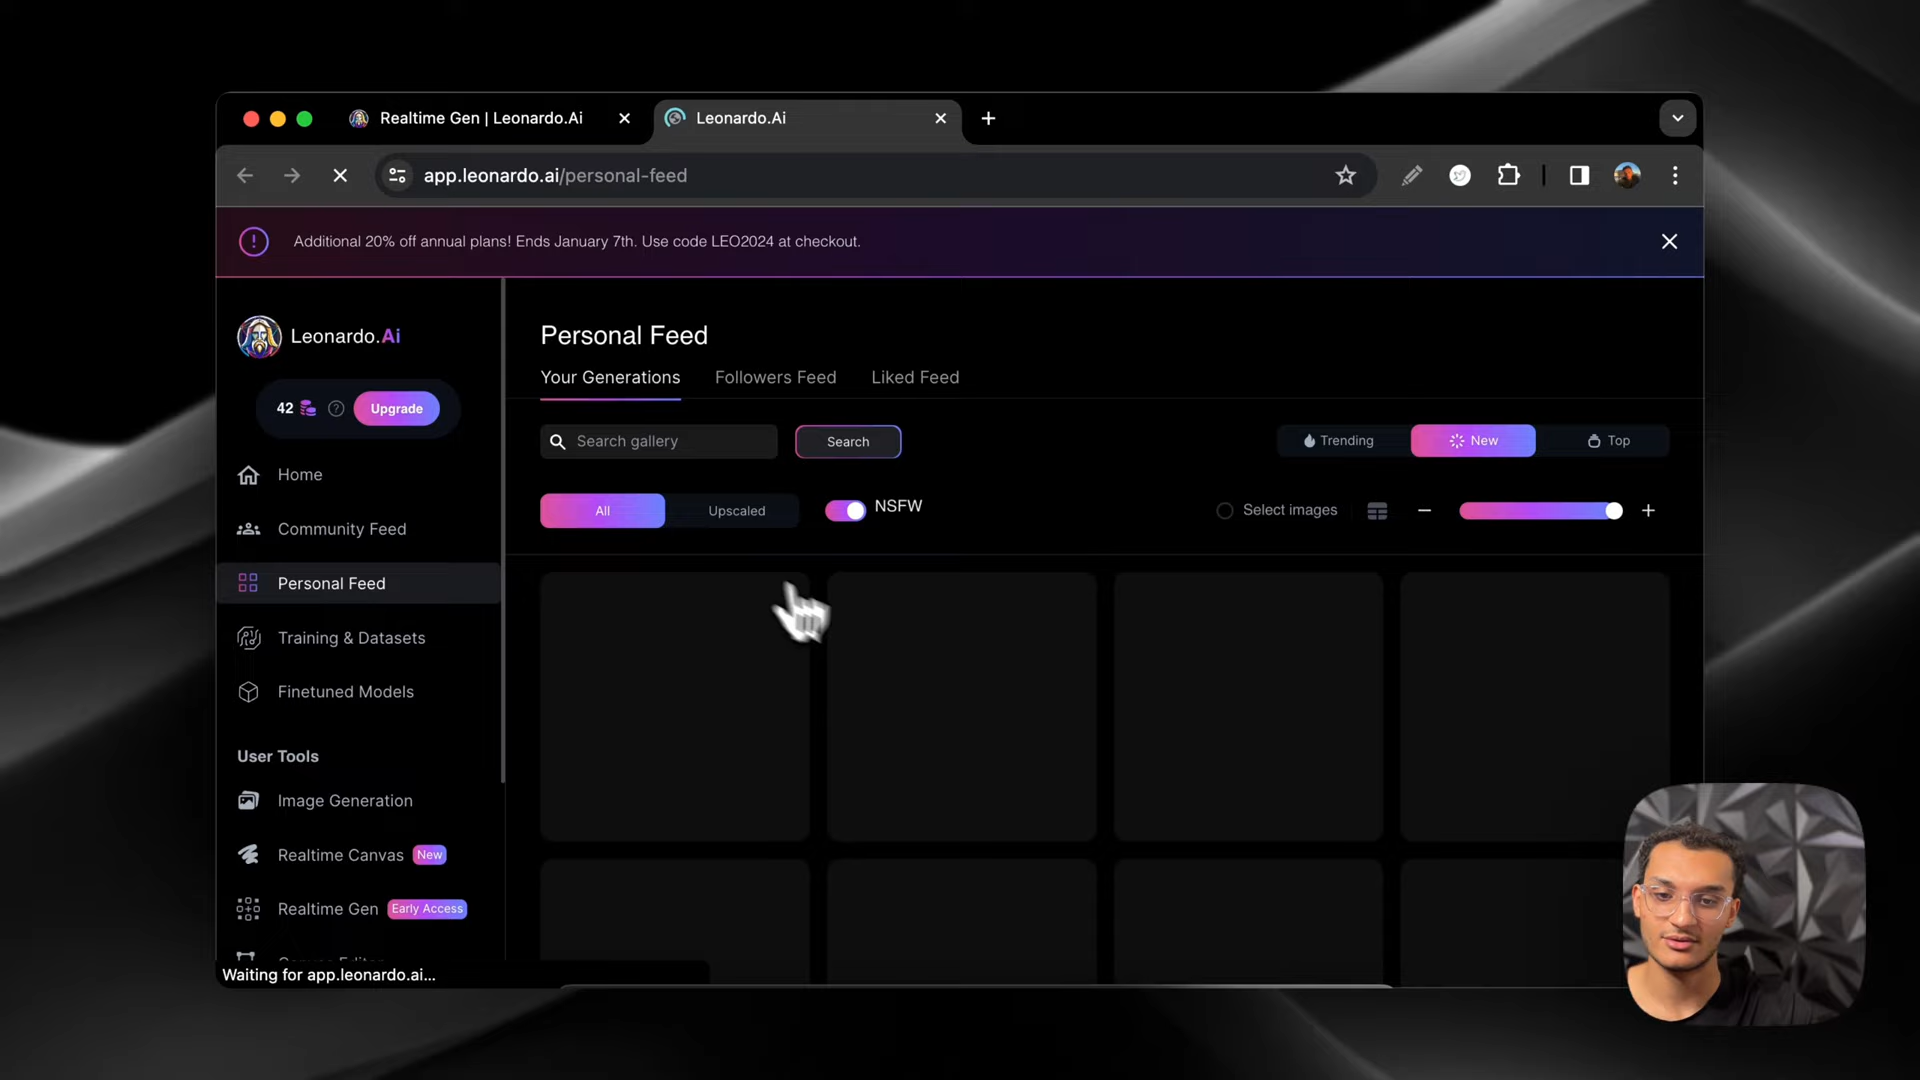 Realtime Gen | Leonardo.Ai
Leonardo.Ai
app.leonardo.ai/personal-feed
Additional 20% off annual plans! Ends January 7th. Use code LEO2024 at checkout.
Leonardo.Ai
42
Upgrade
Home
Community Feed
Personal Feed
Training & Datasets
Finetuned Models
User Tools
Image Generation
Realtime Canvas New
Realtime Gen Early Access
Waiting for app.leonardo.ai...
Personal Feed
Your Generations Followers Feed Liked Feed
Search gallery Search Trending New Top
All Upscaled NSFW Select images